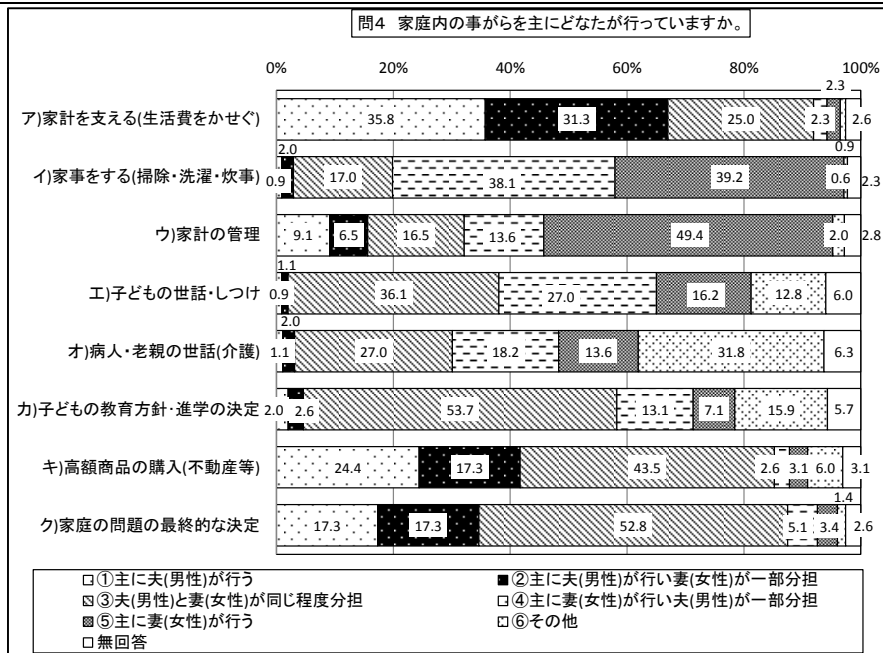 問4 家庭内の事がらを主にどなたが行っていますか。
0% 20% 40% 60% 80% 100%
ア)家計を支える(生活費をかせぐ) 35.8 31.3 25.0 2.3 2.3 0.9 2.6
イ)家事をする(掃除・洗濯・炊事) 0.9 2.0 17.0 38.1 39.2 0.6 2.3
ウ)家計の管理 9.1 6.5 16.5 13.6 49.4 2.0 2.8
エ)子どもの世話・しつけ 0.9 1.1 36.1 27.0 16.2 12.8 6.0
オ)病人・老親の世話(介護) 1.1 2.0 27.0 18.2 13.6 31.8 6.3
カ)子どもの教育方針・進学の決定 2.0 2.6 53.7 13.1 7.1 15.9 5.7
キ)高額商品の購入(不動産等) 24.4 17.3 43.5 2.6 3.1 6.0 3.1
ク)家庭の問題の最終的な決定 17.3 17.3 52.8 5.1 3.4 1.4 2.6
①主に夫(男性)が行う ②主に夫(男性)が行い妻(女性)が一部分担
③夫(男性)と妻(女性)が同じ程度分担 ④主に妻(女性)が行い夫(男性)が一部分担
⑤主に妻(女性)が行う ⑥その他
無回答